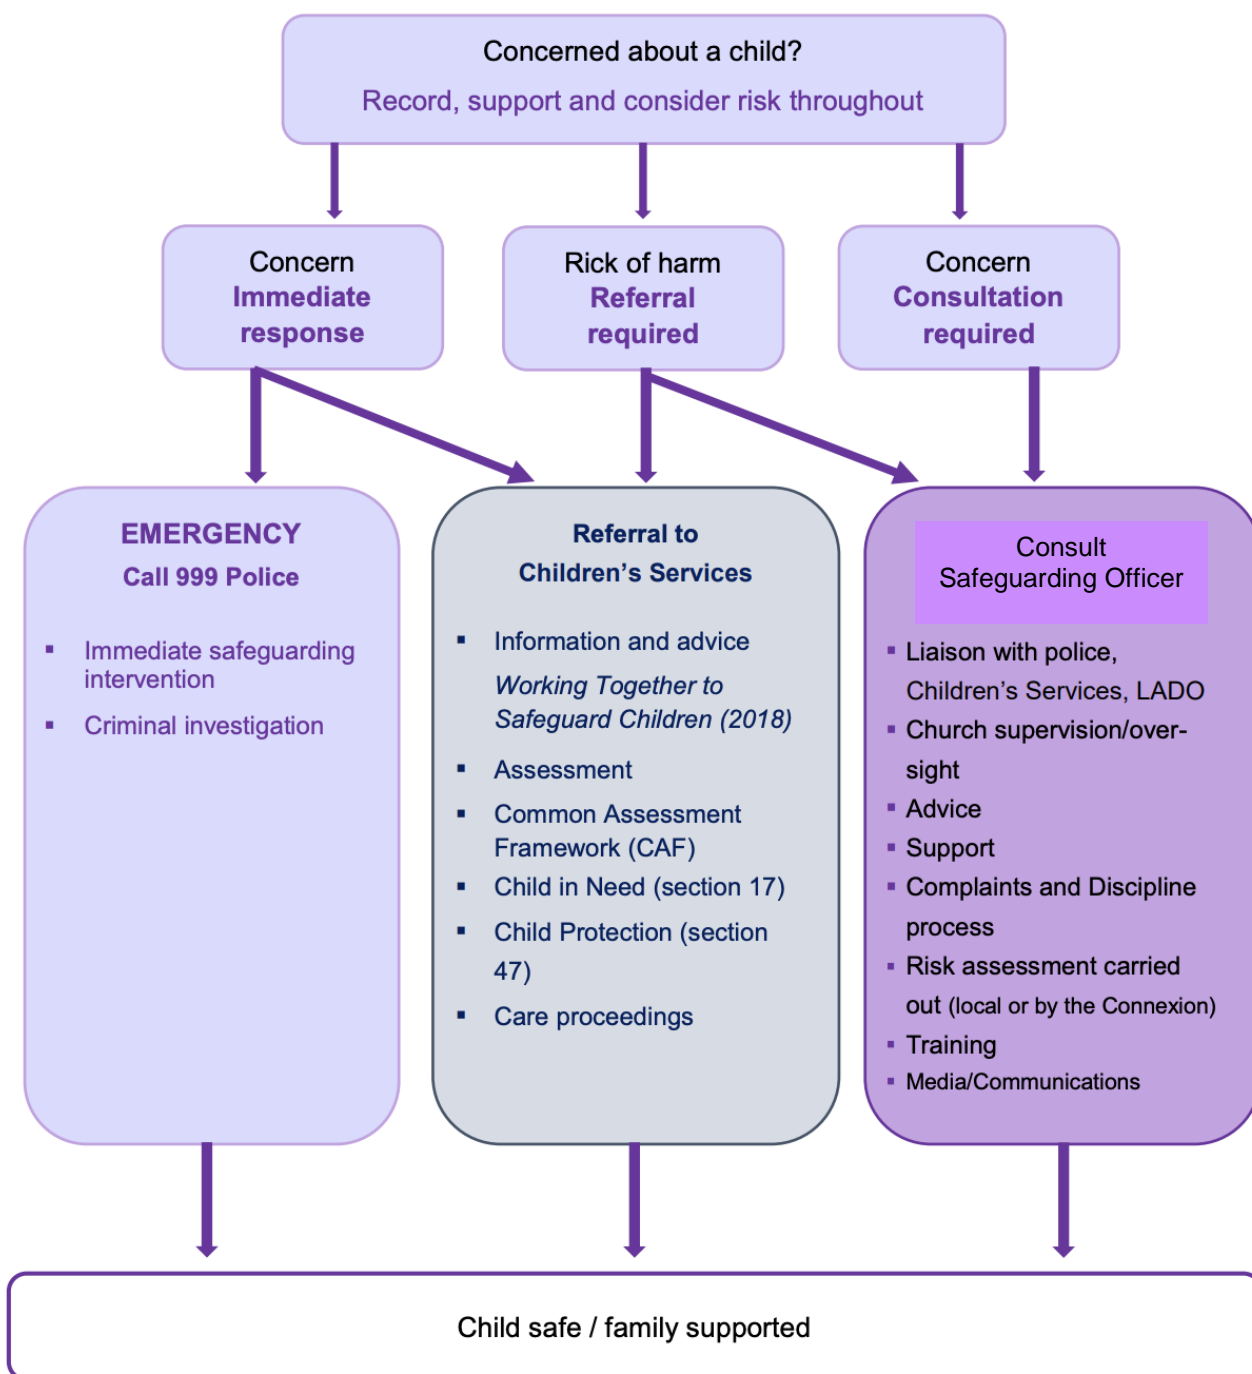 Concerned about a child?
Record, support and consider risk throughout
Concern
Immediate
response
Rick of harm
Referral
required
Concern
Consultation
required
EMERGENCY
Call 999 Police
▪ Immediate safeguarding
intervention
▪ Criminal investigation
Referral to
Children’s Services
▪ Information and advice
Working Together to
Safeguard Children (2018)
▪ Assessment
▪ Common Assessment
Framework (CAF)
▪ Child in Need (section 17)
▪ Child Protection (section
47)
▪ Care proceedings
Consult
Safeguarding Officer
▪ Liaison with police,
Children’s Services, LADO
▪ Church supervision/over-
sight
▪ Advice
▪ Support
▪ Complaints and Discipline
process
▪ Risk assessment carried
out (local or by the Connexion)
▪ Training
▪ Media/Communications
Child safe / family supported